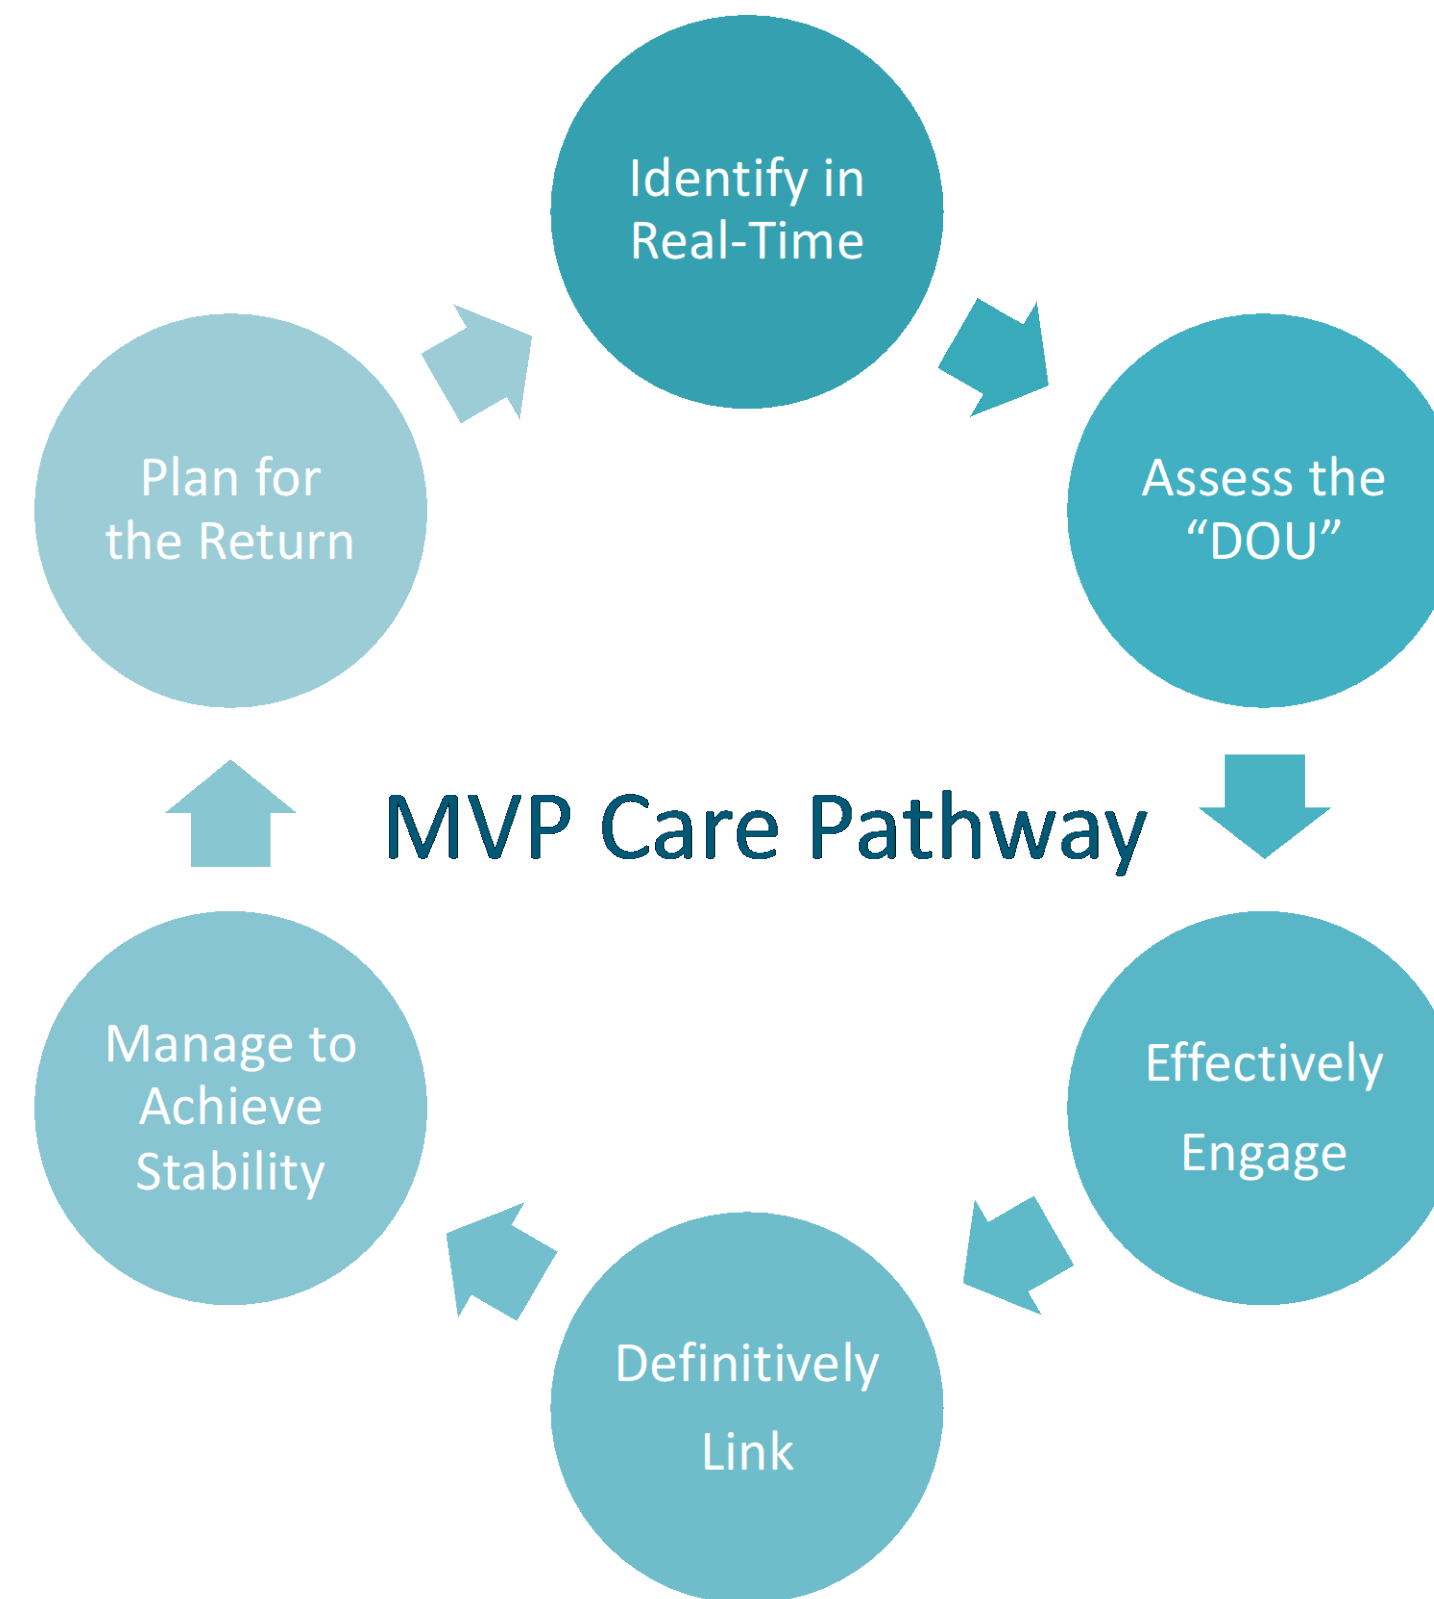 Identify in
Real-Time
Assess the
“DOU”
Effectively
Engage
Definitively
Link
Manage to
Achieve
Stability
Plan for
the Return
MVP Care Pathway